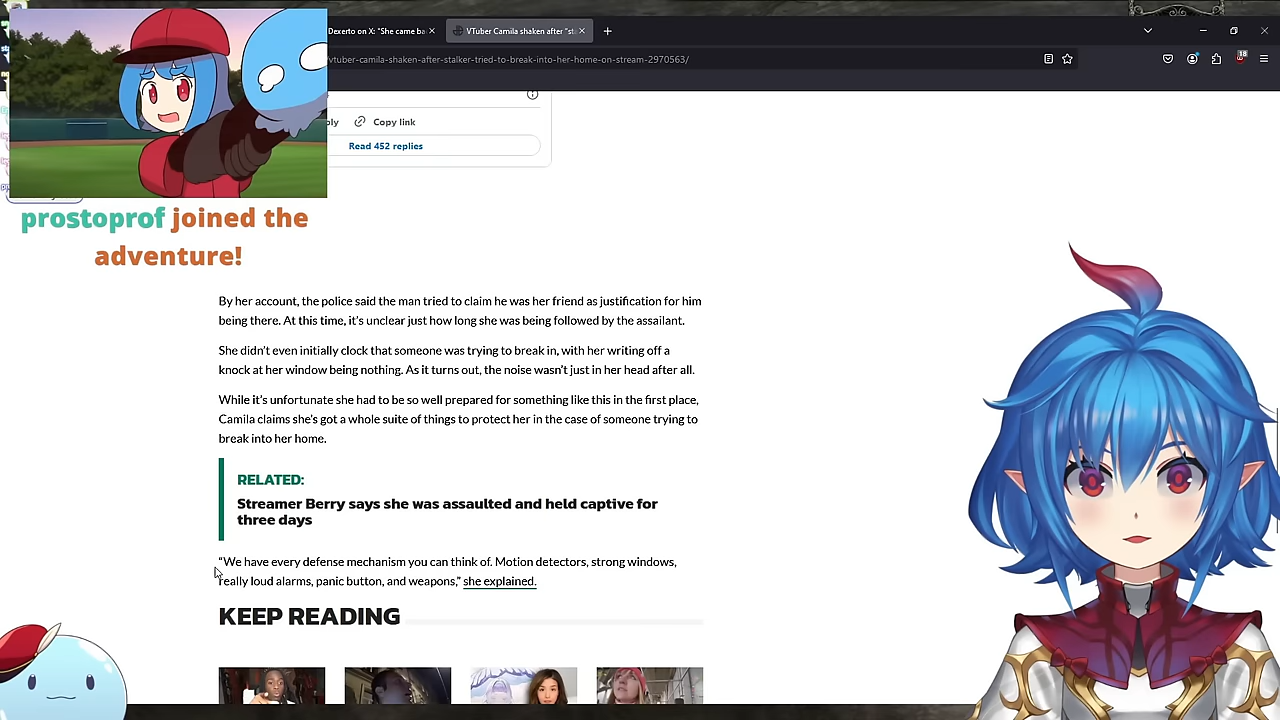 Dexerto on X: "She came ba
VTuber Camila shaken after "st
18
/vtuber-camila-shaken-after-stalker-tried-to-break-into-her-home-on-stream-2970563/
Copy link
Read 452 replies
prostoprof joined the
adventure!
By her account, the police said the man tried to claim he was her friend as justification for him
being there. At this time, it's unclear just how long she was being followed by the assailant.
She didn't even initially clock that someone was trying to break in, with her writing off a
knock at her window being nothing. As it turns out, the noise wasn't just in her head after all.
While it's unfortunate she had to be so well prepared for something like this in the first place,
Camila claims she's got a whole suite of things to protect her in the case of someone trying to
break into her home.
RELATED:
Streamer Berry says she was assaulted and held captive for
three days
"We have every defense mechanism you can think of. Motion detectors, strong windows,
really loud alarms, panic button, and weapons," she explained.
KEEP READING